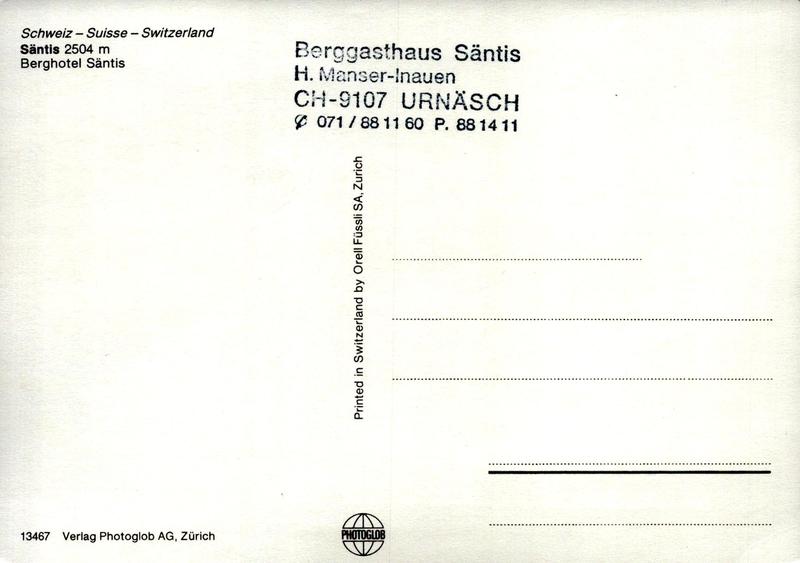 Schweiz – Suisse – Switzerland
Säntis 2504 m
Berghotel Säntis
Berggasthaus Säntis
H. Manser-Inauen
CH-9107 URNÄSCH
✆ 071 / 88 11 60 P. 88 14 11
Printed in Switzerland by Orell Füssli SA, Zurich
13467 Verlag Photoglob AG, Zürich
PHOTOGLOB